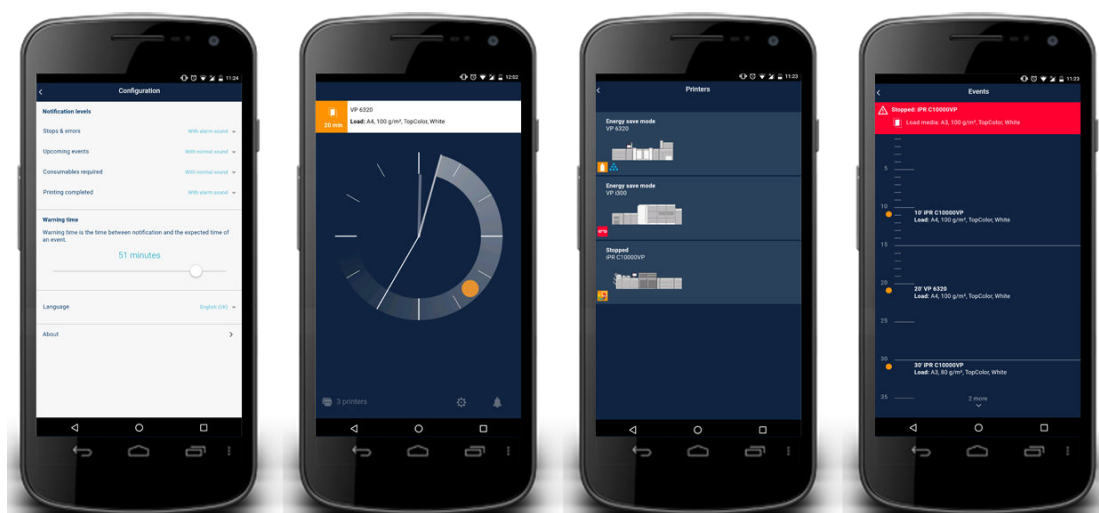 11:24
Configuration
Notification levels
Stops & errors
With alarm sound
Upcoming events
With normal sound
Consumables required
With normal sound
Printing completed
With alarm sound
Warning time
Warning time is the time between notification and the expected time of
an event.
51 minutes
Language
English (UK)
About
12:02
20 min
VP 6320
Load: A4, 100 g/m², TopColor, White
3 printers
11:23
Printers
Energy save mode
VP 6320
Energy save mode
VP i300
Stopped
iPR C10000VP
11:23
Events
Stopped: iPR C10000VP
Load media: A3, 100 g/m², TopColor, White
5
10
10' iPR C10000VP
Load: A4, 100 g/m², TopColor, White
15
20
20' VP 6320
Load: A4, 100 g/m², TopColor, White
25
30
30' iPR C10000VP
Load: A3, 80 g/m², TopColor, White
35
2 more